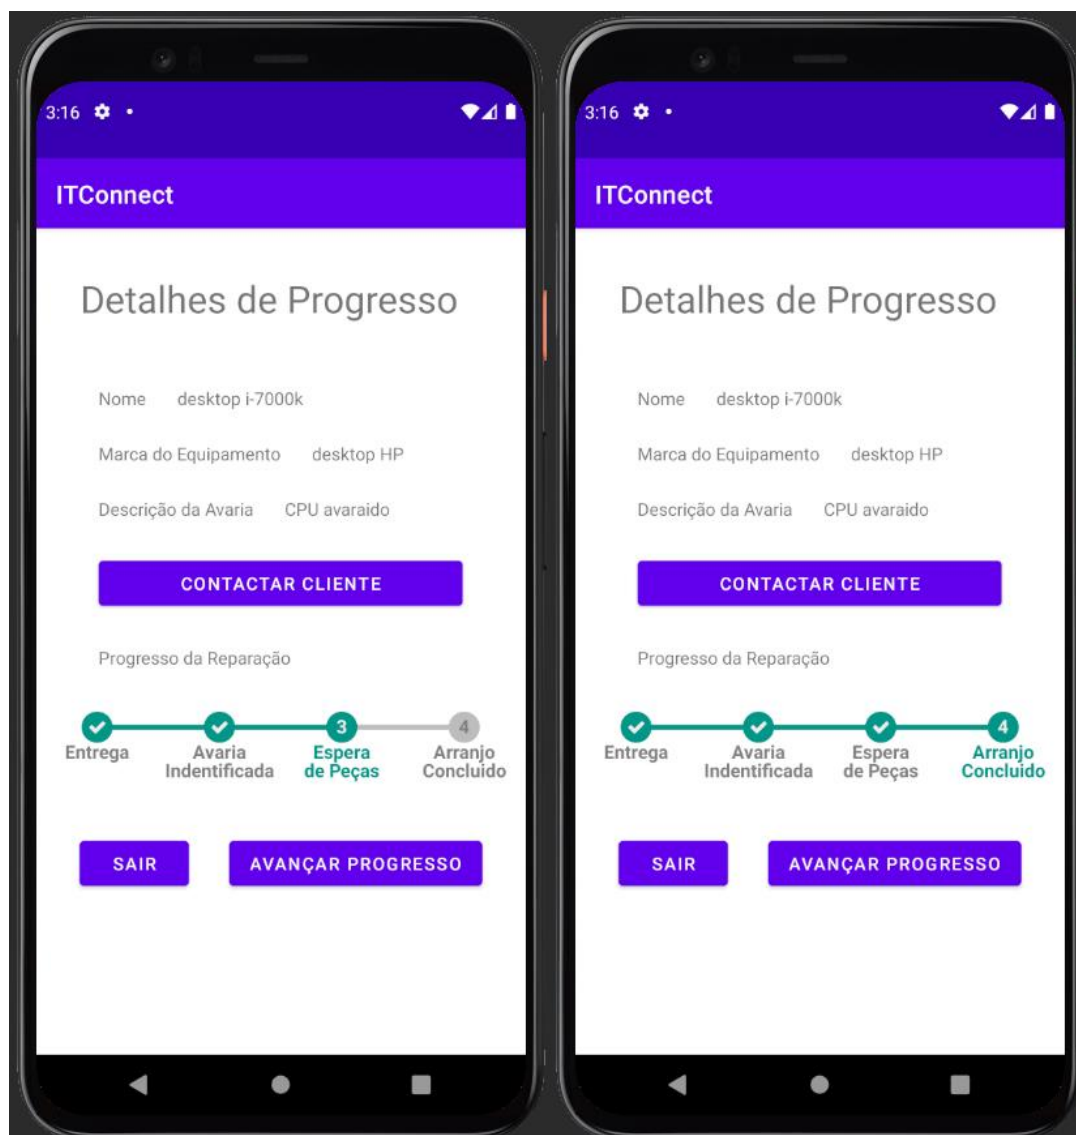 3:16
ITConnect
Detalhes de Progresso
Nome desktop i-7000k
Marca do Equipamento desktop HP
Descrição da Avaria CPU avaraido
CONTACTAR CLIENTE
Progresso da Reparação
3 4
Entrega Avaria Espera Arranjo
Indentificada de Peças Concluido
SAIR AVANÇAR PROGRESSO
3:16
ITConnect
Detalhes de Progresso
Nome desktop i-7000k
Marca do Equipamento desktop HP
Descrição da Avaria CPU avaraido
CONTACTAR CLIENTE
Progresso da Reparação
4
Entrega Avaria Espera Arranjo
Indentificada de Peças Concluido
SAIR AVANÇAR PROGRESSO